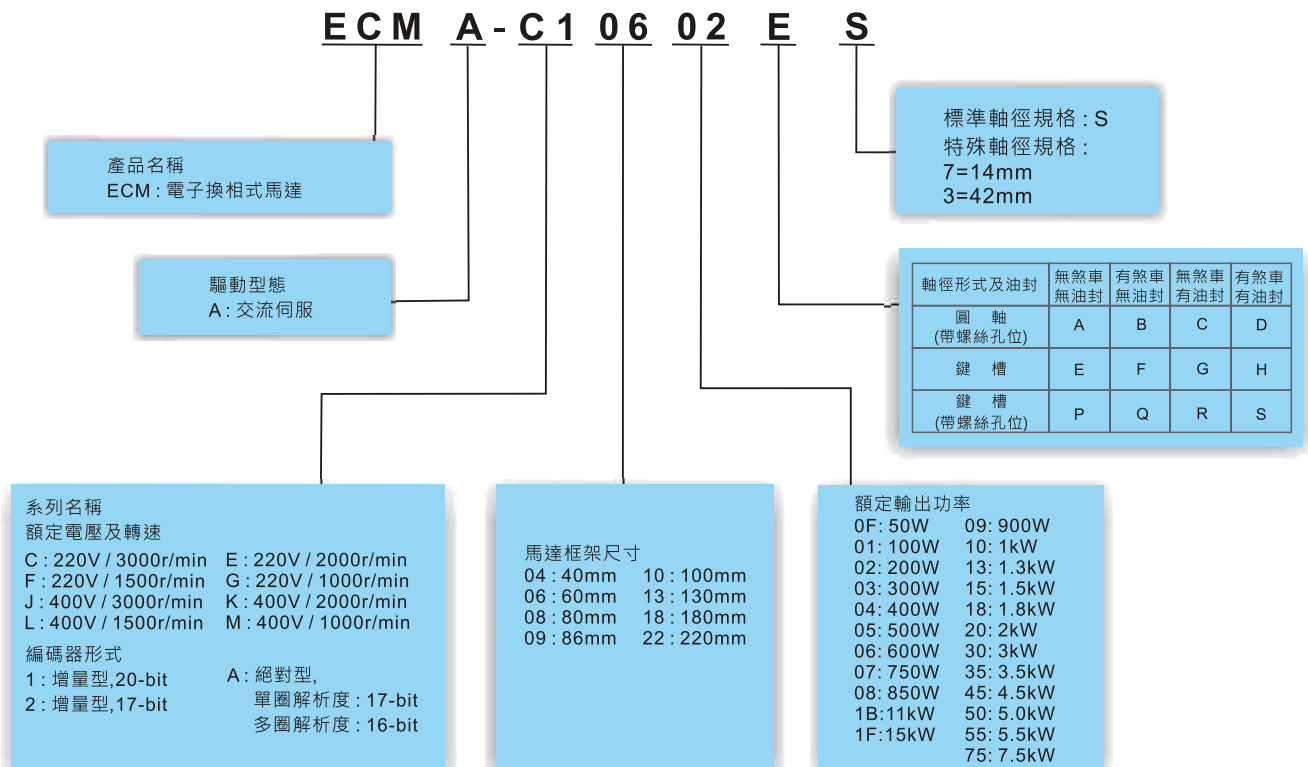 ECM A-C1 06 02 E S
產品名稱
ECM : 電子換相式馬達
驅動型態
A : 交流伺服
系列名稱
額定電壓及轉速
C : 220V / 3000r/min E : 220V / 2000r/min
F : 220V / 1500r/min G : 220V / 1000r/min
J : 400V / 3000r/min K : 400V / 2000r/min
L : 400V / 1500r/min M : 400V / 1000r/min
編碼器形式
1 : 增量型,20-bit
2 : 增量型,17-bit
A : 絕對型,
單圈解析度 : 17-bit
多圈解析度 : 16-bit
馬達框架尺寸
04 : 40mm 10 : 100mm
06 : 60mm 13 : 130mm
08 : 80mm 18 : 180mm
09 : 86mm 22 : 220mm
額定輸出功率
0F: 50W 09: 900W
01: 100W 10: 1kW
02: 200W 13: 1.3kW
03: 300W 15: 1.5kW
04: 400W 18: 1.8kW
05: 500W 20: 2kW
06: 600W 30: 3kW
07: 750W 35: 3.5kW
08: 850W 45: 4.5kW
1B:11kW 50: 5.0kW
1F:15kW 55: 5.5kW
75: 7.5kW
軸徑形式及油封 無煞車 有煞車 無煞車 有煞車
無油封 無油封 有油封 有油封
圓 軸
(帶螺絲孔位) A B C D
鍵 槽 E F G H
鍵 槽
(帶螺絲孔位) P Q R S
標準軸徑規格 : S
特殊軸徑規格 :
7=14mm
3=42mm